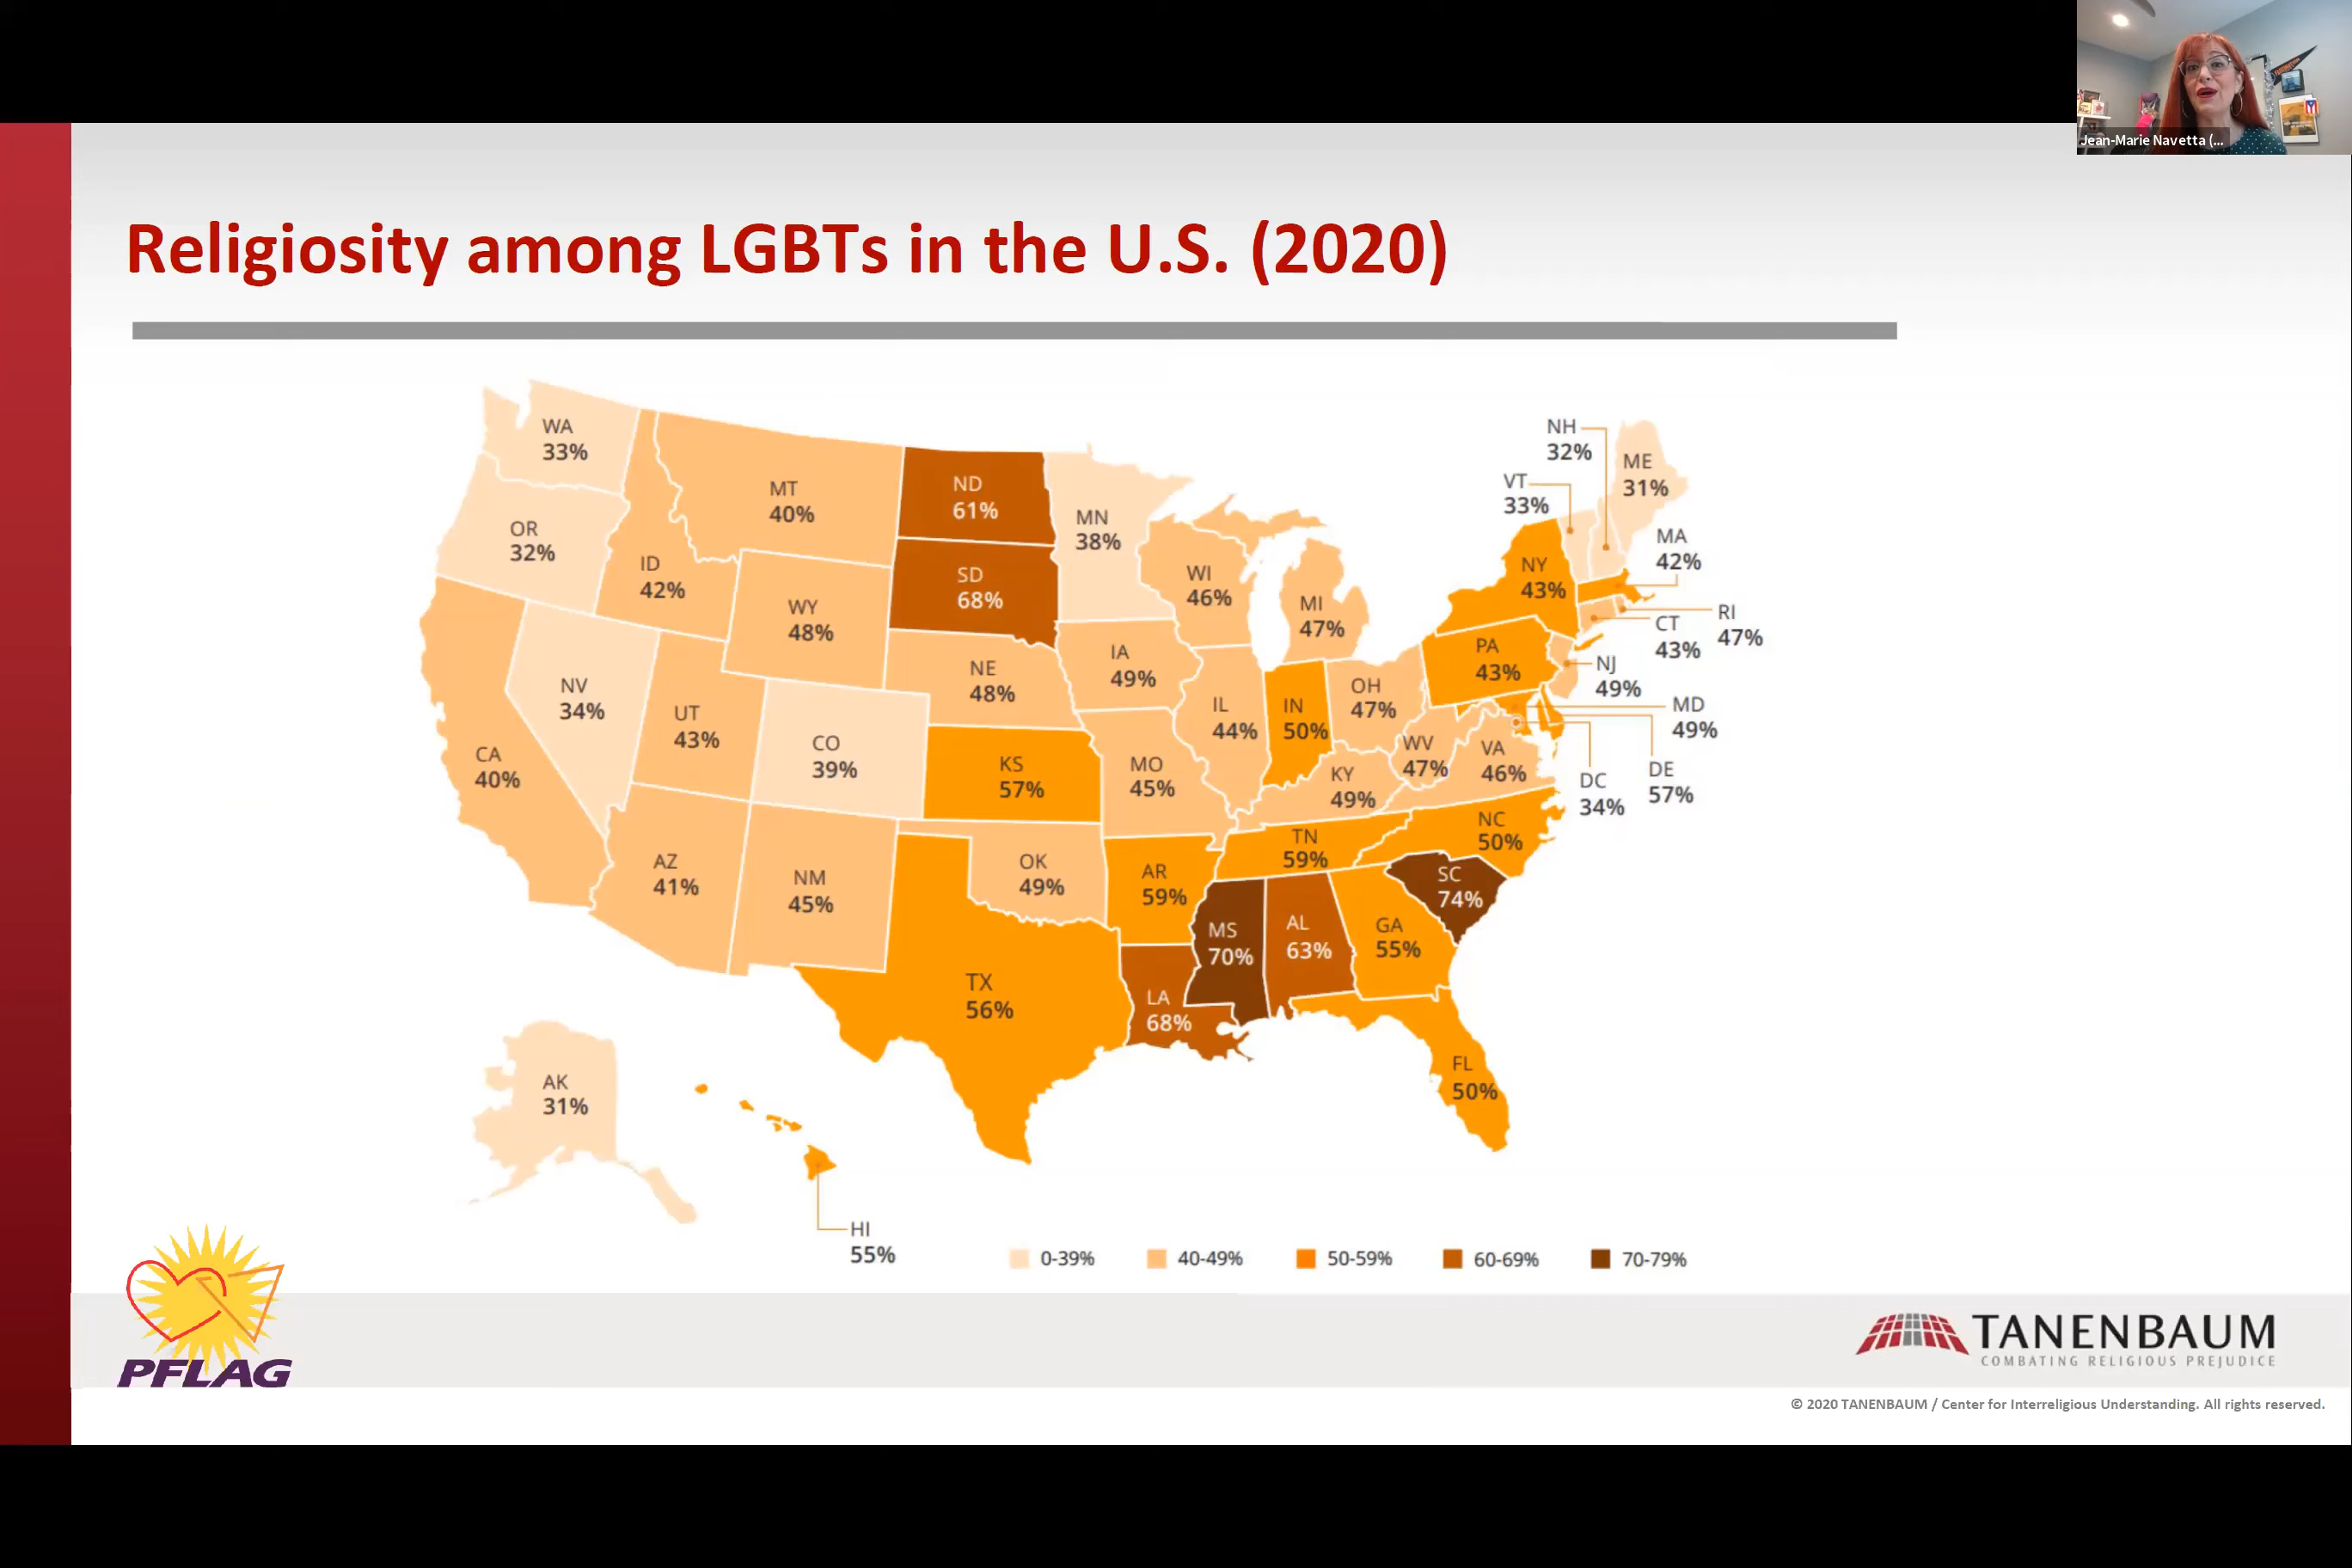 Jean-Marie Navetta (...
Religiosity among LGBTs in the U.S. (2020)
WA
33%
OR
32%
CA
40%
NV
34%
ID
42%
MT
40%
WY
48%
UT
43%
CO
39%
AZ
41%
NM
45%
ND
61%
SD
68%
NE
48%
KS
57%
OK
49%
TX
56%
MN
38%
IA
49%
MO
45%
AR
59%
LA
68%
WI
46%
IL
44%
MI
47%
IN
50%
OH
47%
KY
49%
WV
47%
VA
46%
TN
59%
NC
50%
SC
74%
MS
70%
AL
63%
GA
55%
FL
50%
PA
43%
NY
43%
VT
33%
NH
32%
ME
31%
MA
42%
RI
47%
CT
43%
NJ
49%
MD
49%
DE
57%
DC
34%
AK
31%
HI
55%
0-39%
40-49%
50-59%
60-69%
70-79%
PFLAG
TANENBAUM
COMBATING RELIGIOUS PREJUDICE
© 2020 TANENBAUM / Center for Interreligious Understanding. All rights reserved.